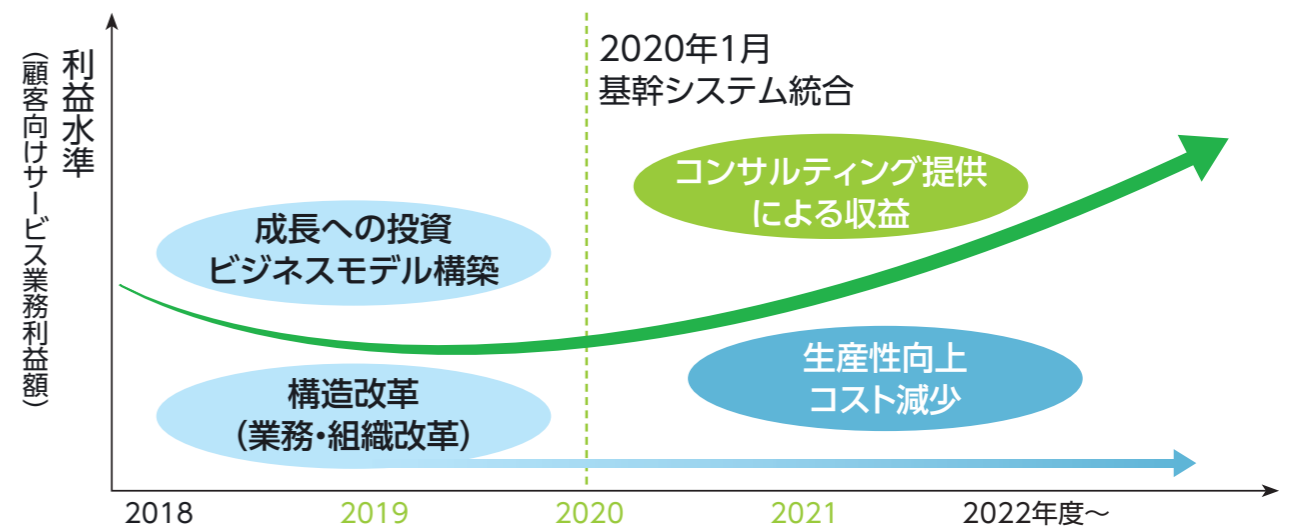 利益水準
（顧客向けサービス業務利益額）
2020年1月
基幹システム統合
コンサルティング提供
による収益
成長への投資
ビジネスモデル構築
生産性向上
コスト減少
構造改革
（業務・組織改革）
2018
2019
2020
2021
2022年度～